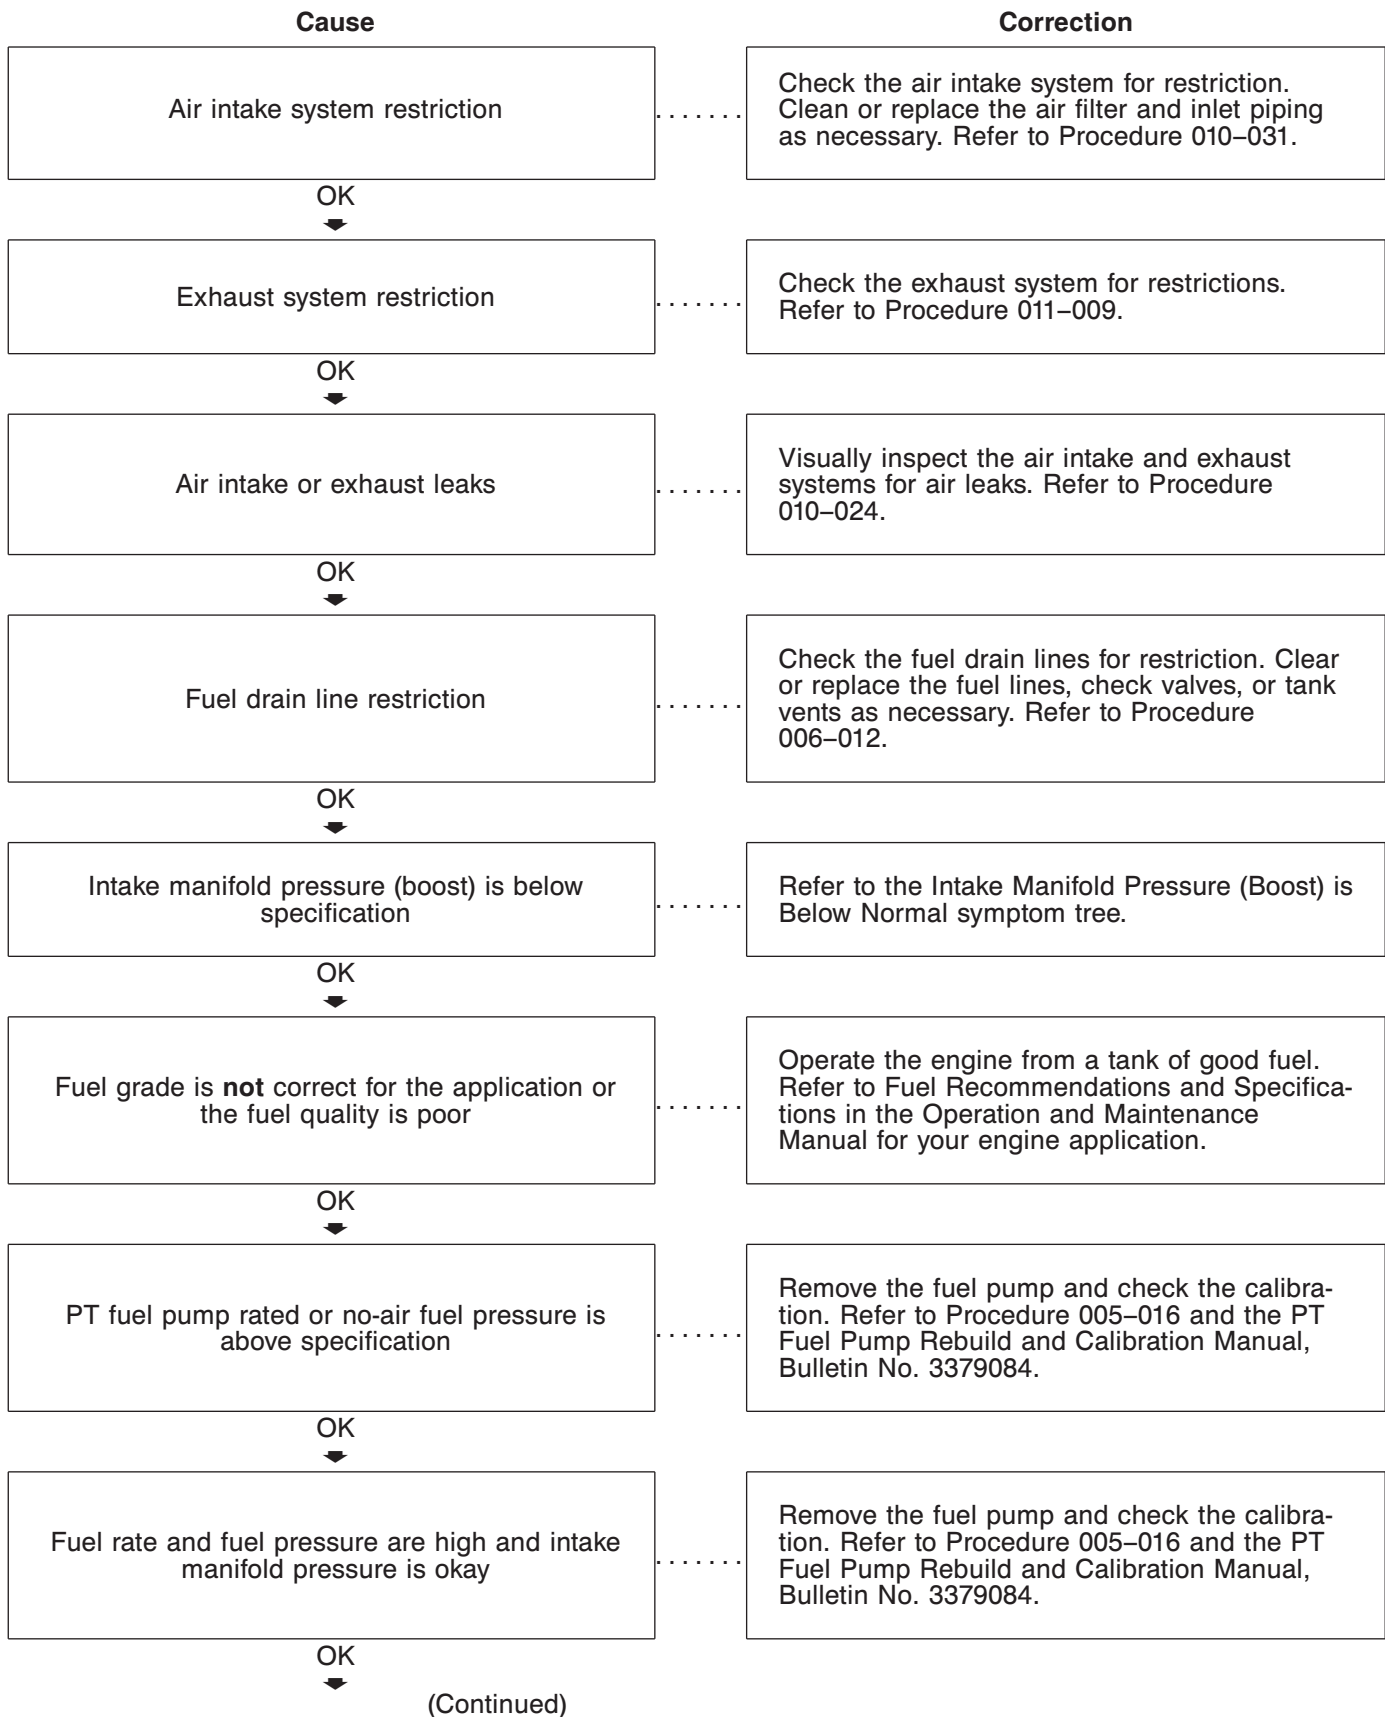 Cause
Correction
Air intake system restriction
. . . . . . .
Check the air intake system for restriction.
Clean or replace the air filter and inlet piping
as necessary. Refer to Procedure 010–031.
OK
Exhaust system restriction
. . . . . . .
Check the exhaust system for restrictions.
Refer to Procedure 011–009.
OK
Air intake or exhaust leaks
. . . . . . .
Visually inspect the air intake and exhaust
systems for air leaks. Refer to Procedure
010–024.
OK
Fuel drain line restriction
. . . . . . .
Check the fuel drain lines for restriction. Clear
or replace the fuel lines, check valves, or tank
vents as necessary. Refer to Procedure
006–012.
OK
Intake manifold pressure (boost) is below
specification
. . . . . . .
Refer to the Intake Manifold Pressure (Boost) is
Below Normal symptom tree.
OK
Fuel grade is not correct for the application or
the fuel quality is poor
. . . . . . .
Operate the engine from a tank of good fuel.
Refer to Fuel Recommendations and Specifica-
tions in the Operation and Maintenance
Manual for your engine application.
OK
PT fuel pump rated or no-air fuel pressure is
above specification
. . . . . . .
Remove the fuel pump and check the calibra-
tion. Refer to Procedure 005–016 and the PT
Fuel Pump Rebuild and Calibration Manual,
Bulletin No. 3379084.
OK
Fuel rate and fuel pressure are high and intake
manifold pressure is okay
. . . . . . .
Remove the fuel pump and check the calibra-
tion. Refer to Procedure 005–016 and the PT
Fuel Pump Rebuild and Calibration Manual,
Bulletin No. 3379084.
OK
(Continued)